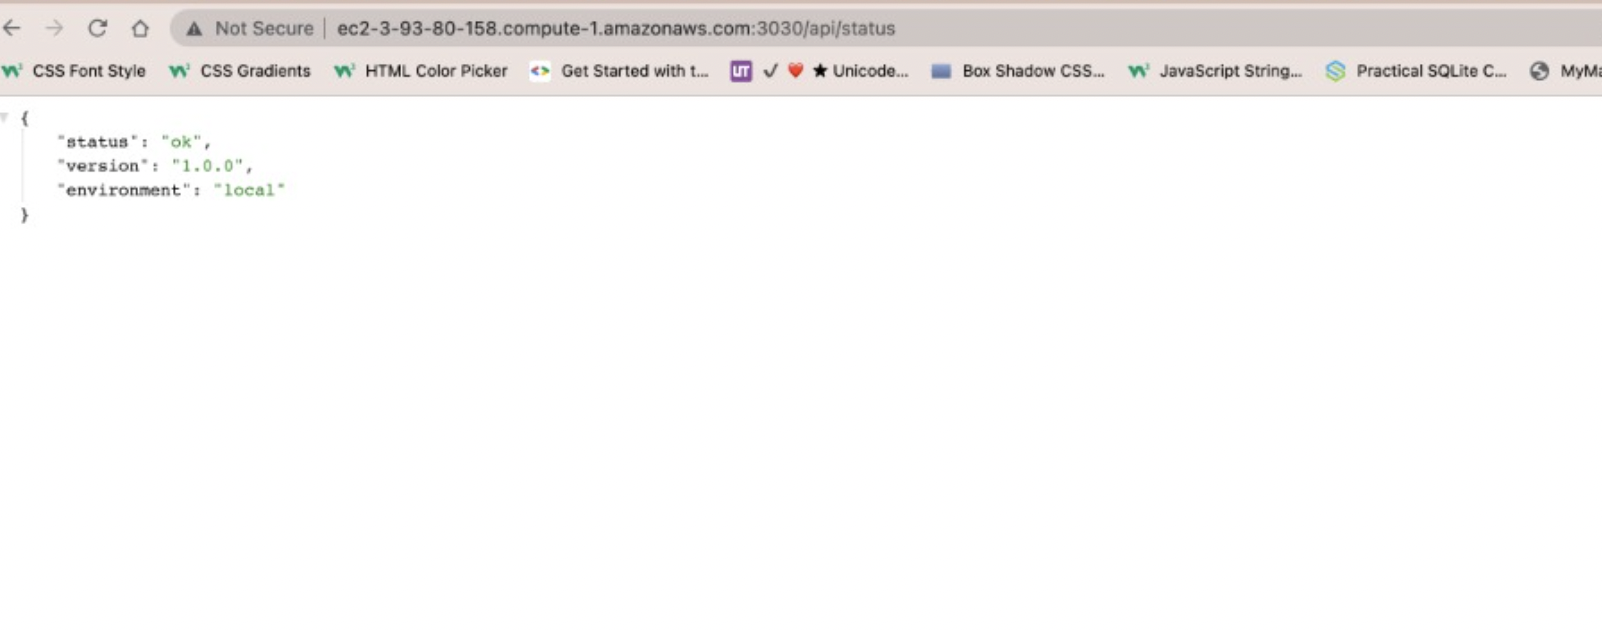 Not Secure | ec2-3-93-80-158.compute-1.amazonaws.com:3030/api/status
CSS Font Style CSS Gradients HTML Color Picker Get Started with t... UT ✓ ❤ ★ Unicode... Box Shadow CSS... JavaScript String... Practical SQLite C... MyMa
{
"status": "ok",
"version": "1.0.0",
"environment": "local"
}